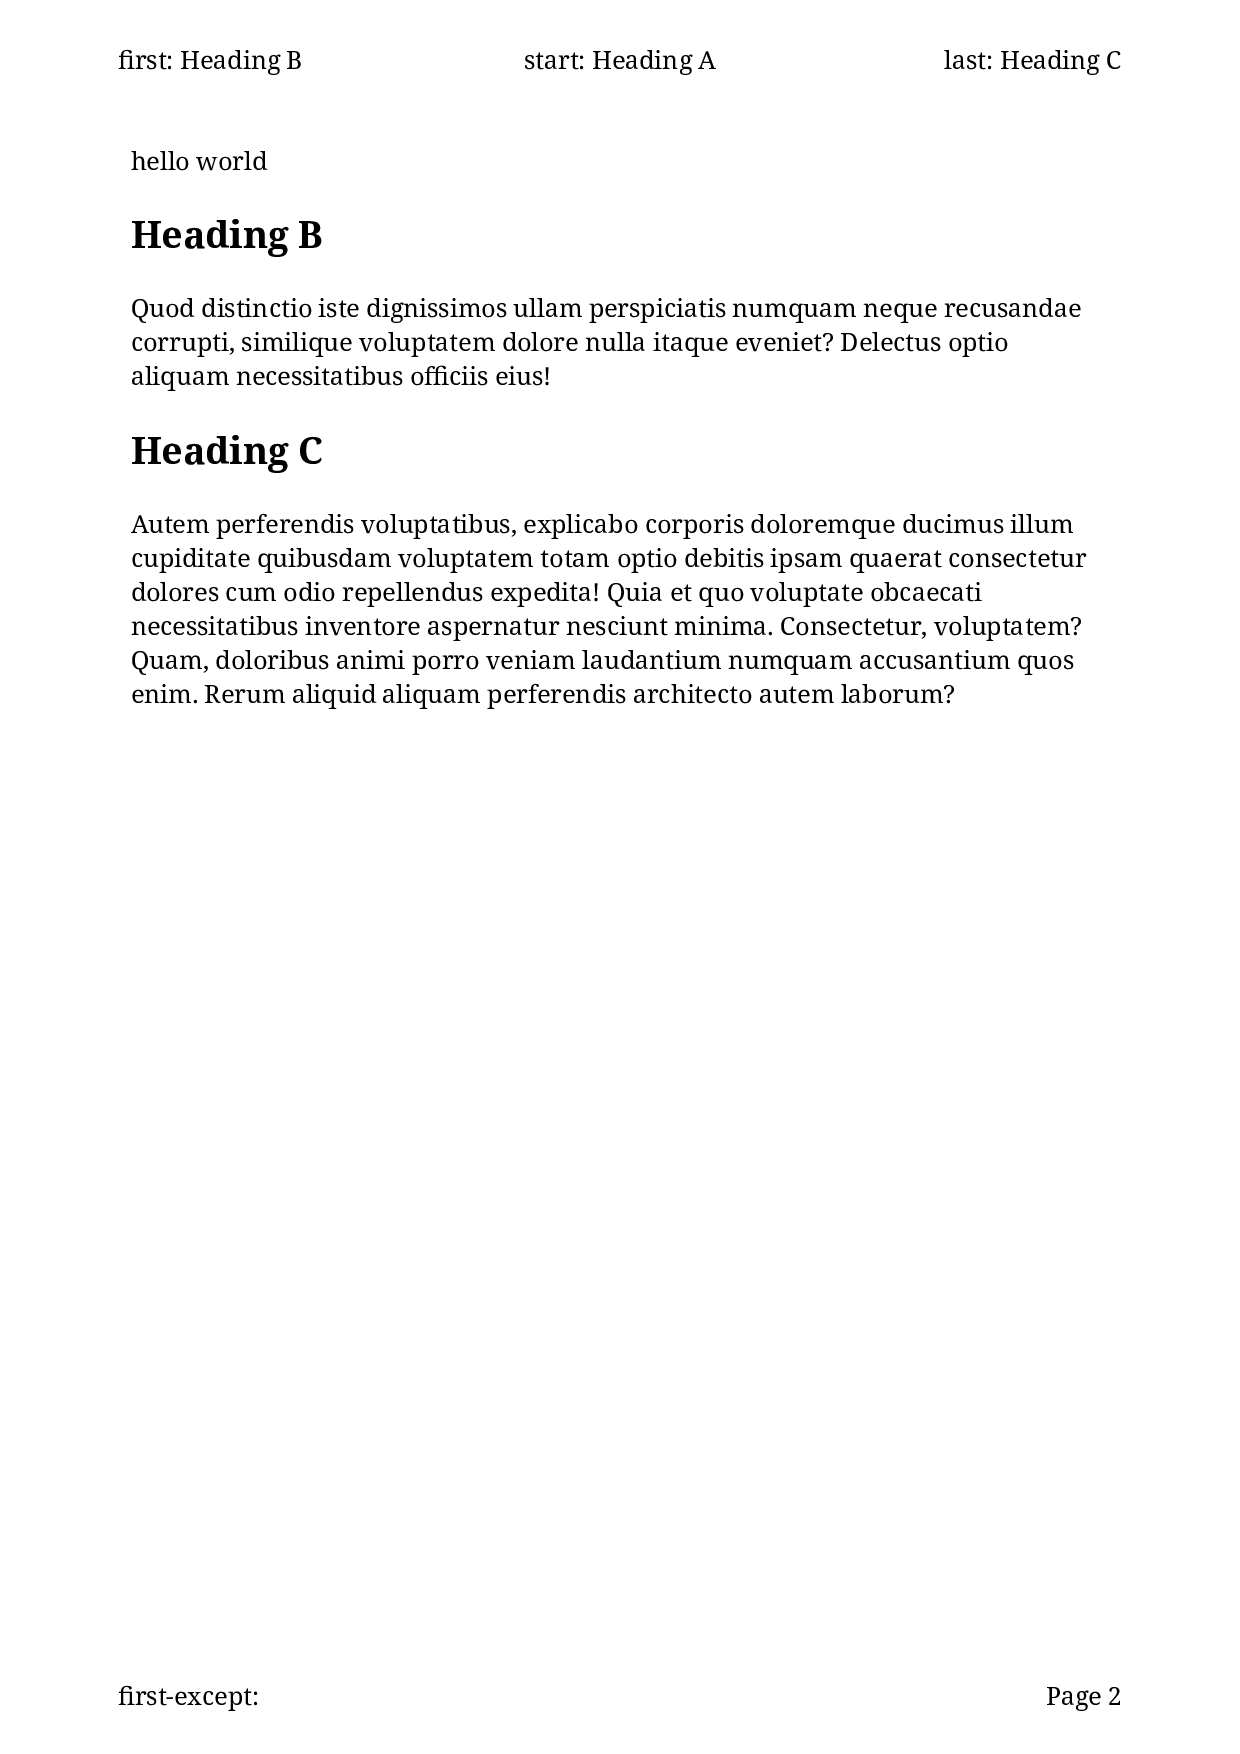 first: Heading B start: Heading A last: Heading C
hello world
Heading B
Quod distinctio iste dignissimos ullam perspiciatis numquam neque recusandae
corrupti, similique voluptatem dolore nulla itaque eveniet? Delectus optio
aliquam necessitatibus officiis eius!
Heading C
Autem perferendis voluptatibus, explicabo corporis doloremque ducimus illum
cupiditate quibusdam voluptatem totam optio debitis ipsam quaerat consectetur
dolores cum odio repellendus expedita! Quia et quo voluptate obcaecati
necessitatibus inventore aspernatur nesciunt minima. Consectetur, voluptatem?
Quam, doloribus animi porro veniam laudantium numquam accusantium quos
enim. Rerum aliquid aliquam perferendis architecto autem laborum?
first-except: Page 2